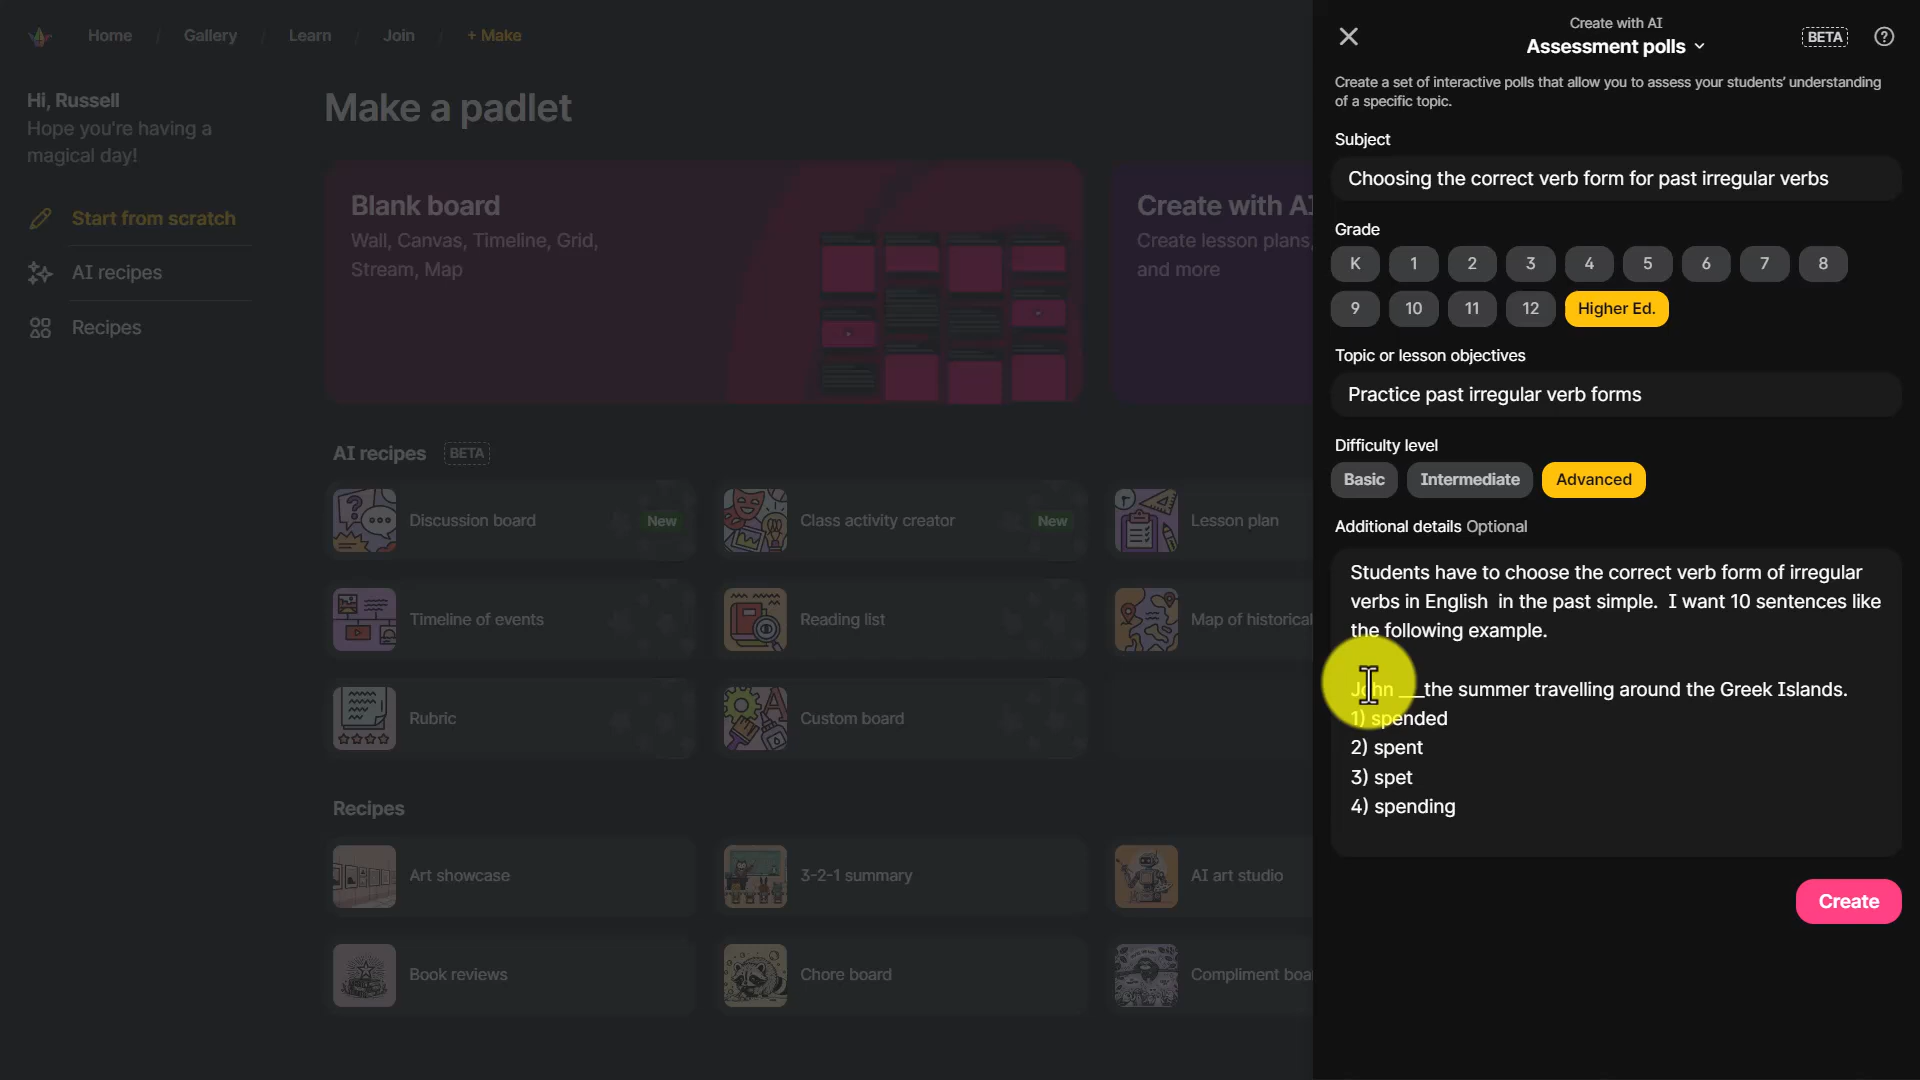 Home / Gallery / Learn / Join / + Make
Hi, Russell
Hope you're having a
magical day!
Start from scratch
AI recipes
Recipes
Make a padlet
Blank board
Wall, Canvas, Timeline, Grid,
Stream, Map
Create with AI
Create lesson plans,
and more
AI recipes BETA
Discussion board New
Class activity creator New
Lesson plan
Timeline of events
Reading list
Map of historical
Rubric
Custom board
Recipes
Art showcase
3-2-1 summary
AI art studio
Book reviews
Chore board
Compliment boa
Create with AI
Assessment polls
BETA
Create a set of interactive polls that allow you to assess your students' understanding
of a specific topic.
Subject
Choosing the correct verb form for past irregular verbs
Grade
K 1 2 3 4 5 6 7 8
9 10 11 12 Higher Ed.
Topic or lesson objectives
Practice past irregular verb forms
Difficulty level
Basic Intermediate Advanced
Additional details Optional
Students have to choose the correct verb form of irregular
verbs in English  in the past simple.  I want 10 sentences like
the following example.
John ___the summer travelling around the Greek Islands.
1) spended
2) spent
3) spet
4) spending
Create